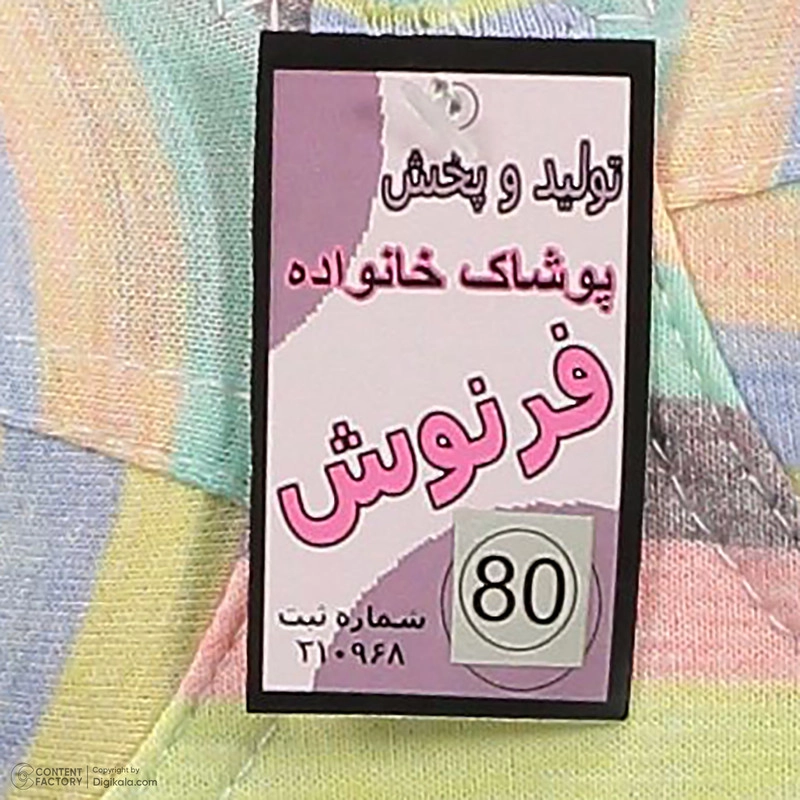 تولید و پخش
پوشاک خانواده
فرنوش
80
شماره ثبت
۲۱۰۹۶۸
CONTENT FACTORY
Copyright by
Digikala.com